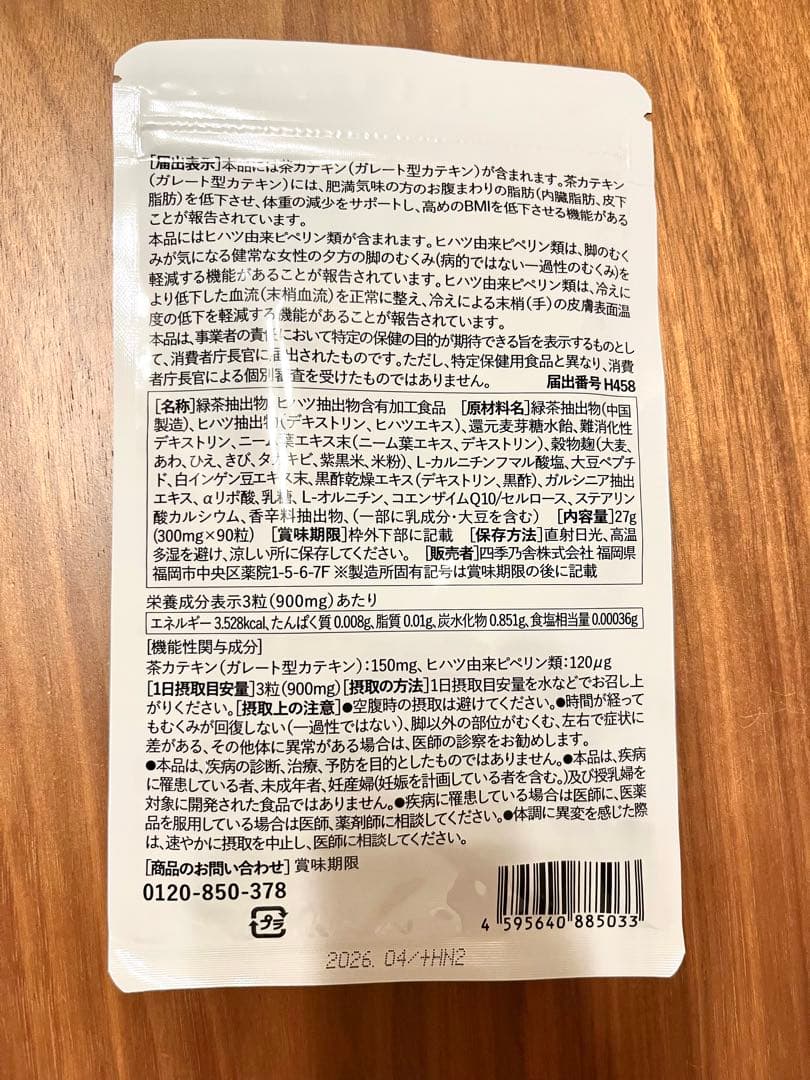 [届出表示]本品には茶カテキン(ガレート型カテキン)が含まれます。茶カテキン
(ガレート型カテキン)には、肥満気味の方のお腹まわりの脂肪(内臓脂肪、皮下
脂肪)を低下させ、体重の減少をサポートし、高めのBMIを低下させる機能がある
ことが報告されています。
本品にはヒハツ由来ピペリン類が含まれます。ヒハツ由来ピペリン類は、脚のむく
みが気になる健常な女性の夕方の脚のむくみ(病的ではない一過性のむくみ)を
軽減する機能があることが報告されています。ヒハツ由来ピペリン類は、冷えに
より低下した血流(末梢血流)を正常に整え、冷えによる末梢(手)の皮膚表面温
度の低下を軽減する機能があることが報告されています。
本品は、事業者の責任において特定の保健の目的が期待できる旨を表示するものとし
て、消費者庁長官に届出されたものです。ただし、特定保健用食品と異なり、消費
者庁長官による個別審査を受けたものではありません。 届出番号 H458
[名称]緑茶抽出物、ヒハツ抽出物含有加工食品 [原材料名]緑茶抽出物(中国
製造)、ヒハツ抽出物(デキストリン、ヒハツエキス)、還元麦芽糖水飴、難消化性
デキストリン、ニーム葉エキス末(ニーム葉エキス、デキストリン)、穀物麹(大麦、
あわ、ひえ、きび、タカキビ、紫黒米、米粉)、L-カルニチンフマル酸塩、大豆ペプチ
ド、白インゲン豆エキス末、黒酢乾燥エキス(デキストリン、黒酢)、ガルシニア抽出
エキス、αリポ酸、乳糖、L-オルニチン、コエンザイムQ10/セルロース、ステアリン
酸カルシウム、香辛料抽出物、(一部に乳成分・大豆を含む) [内容量]27g
(300mg×90粒) [賞味期限]枠外下部に記載 [保存方法]直射日光、高温
多湿を避け、涼しい所に保存してください。 [販売者]四季乃舎株式会社 福岡県
福岡市中央区薬院1-5-6-7F ※製造所固有記号は賞味期限の後に記載
栄養成分表示3粒(900mg)あたり
エネルギー 3.528kcal、たんぱく質 0.008g、脂質 0.01g、炭水化物 0.851g、食塩相当量 0.00036g
[機能性関与成分]
茶カテキン(ガレート型カテキン):150mg、ヒハツ由来ピペリン類:120μg
[1日摂取目安量]3粒(900mg)[摂取の方法]1日摂取目安量を水などでお召し上
がりください。[摂取上の注意]●空腹時の摂取は避けてください。●時間が経って
もむくみが回復しない(一過性ではない)、脚以外の部位がむくむ、左右で症状に
差がある、その他体に異常がある場合は、医師の診察をお勧めします。
●本品は、疾病の診断、治療、予防を目的としたものではありません。●本品は、疾病
に罹患している者、未成年者、妊産婦(妊娠を計画している者を含む。)及び授乳婦を
対象に開発された食品ではありません。●疾病に罹患している場合は医師に、医薬
品を服用している場合は医師、薬剤師に相談してください。●体調に異変を感じた際
は、速やかに摂取を中止し、医師に相談してください。
[商品のお問い合わせ] 賞味期限
0120-850-378
プラ
4 595640 885033
2026. 04/+HN2